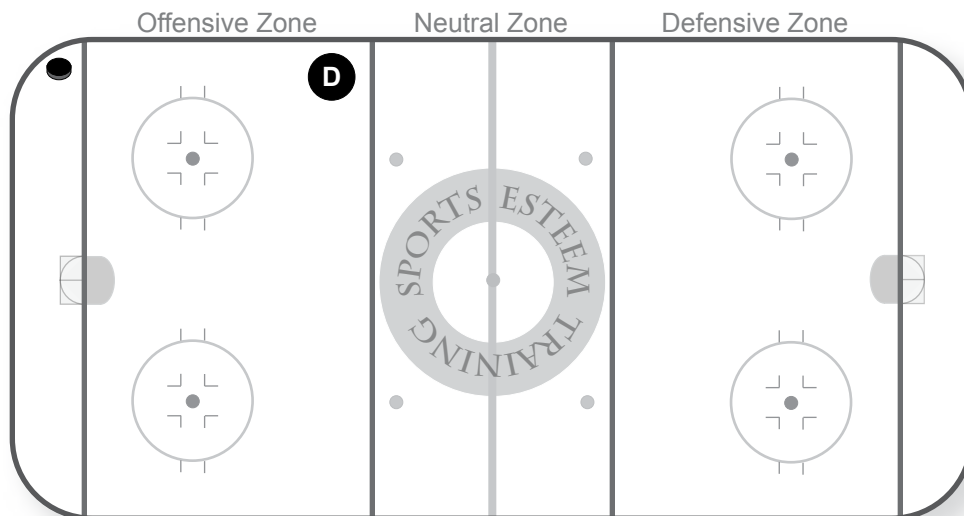 Offensive Zone
Neutral Zone
Defensive Zone
D
SPORTS ESTEEM TRAINING